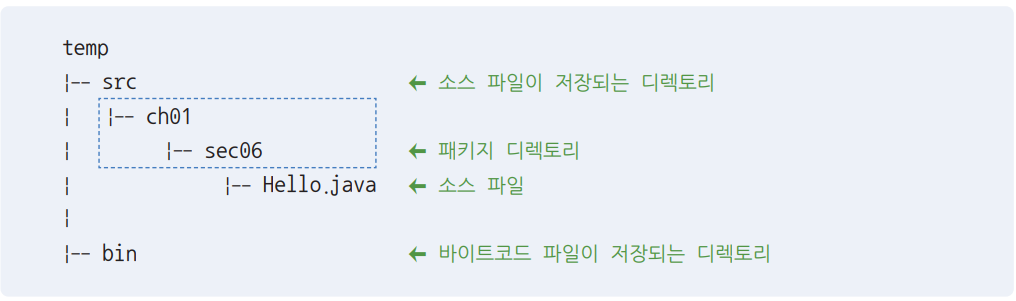 temp
|-- src ← 소스 파일이 저장되는 디렉토리
| |-- ch01
| |-- sec06 ← 패키지 디렉토리
| |-- Hello.java ← 소스 파일
|
|-- bin ← 바이트코드 파일이 저장되는 디렉토리